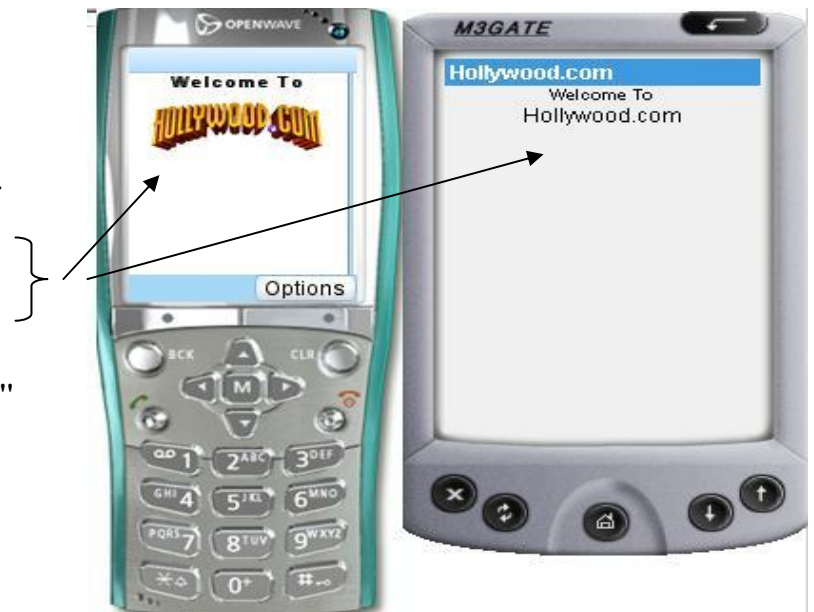 OPENWAVE
Welcome To
HOLLYWOOD.COM
Options
BCK
CLR
M
1
2ABC
3DEF
GHI 4
5JKL
6MNO
PQRS 7
8TUV
9WXYZ
0+
#
"
M3GATE
Hollywood.com
Welcome To
Hollywood.com